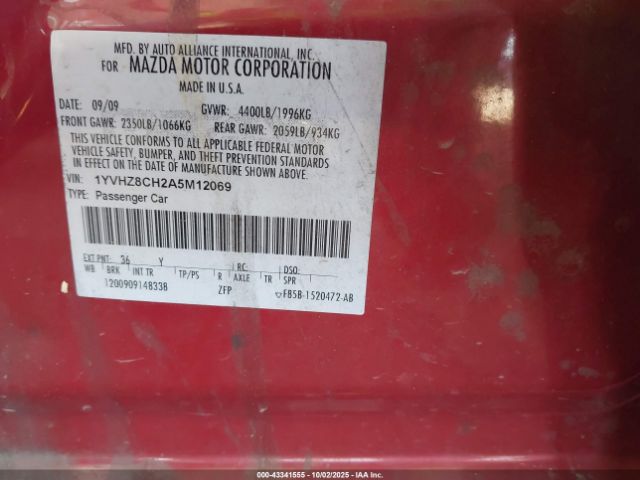 MFD. BY AUTO ALLIANCE INTERNATIONAL, INC.
FOR MAZDA MOTOR CORPORATION
MADE IN U.S.A.
DATE: 09/09 GVWR: 4400LB/1996KG
FRONT GAWR: 2350LB/1066KG REAR GAWR: 2059LB/934KG
THIS VEHICLE CONFORMS TO ALL APPLICABLE FEDERAL MOTOR
VEHICLE SAFETY, BUMPER, AND THEFT PREVENTION STANDARDS
IN EFFECT ON THE DATE OF MANUFACTURE SHOWN ABOVE.
VIN: 1YVHZ8CH2A5M12069
TYPE: Passenger Car
EXT PNT: 36 Y RC: DSO:
WB BRK INT TR TP/PS R AXLE TR SPR
120090914833B ZFP F85B-1520472-AB
000-43341555 - 10/02/2025 - IAAI.COM